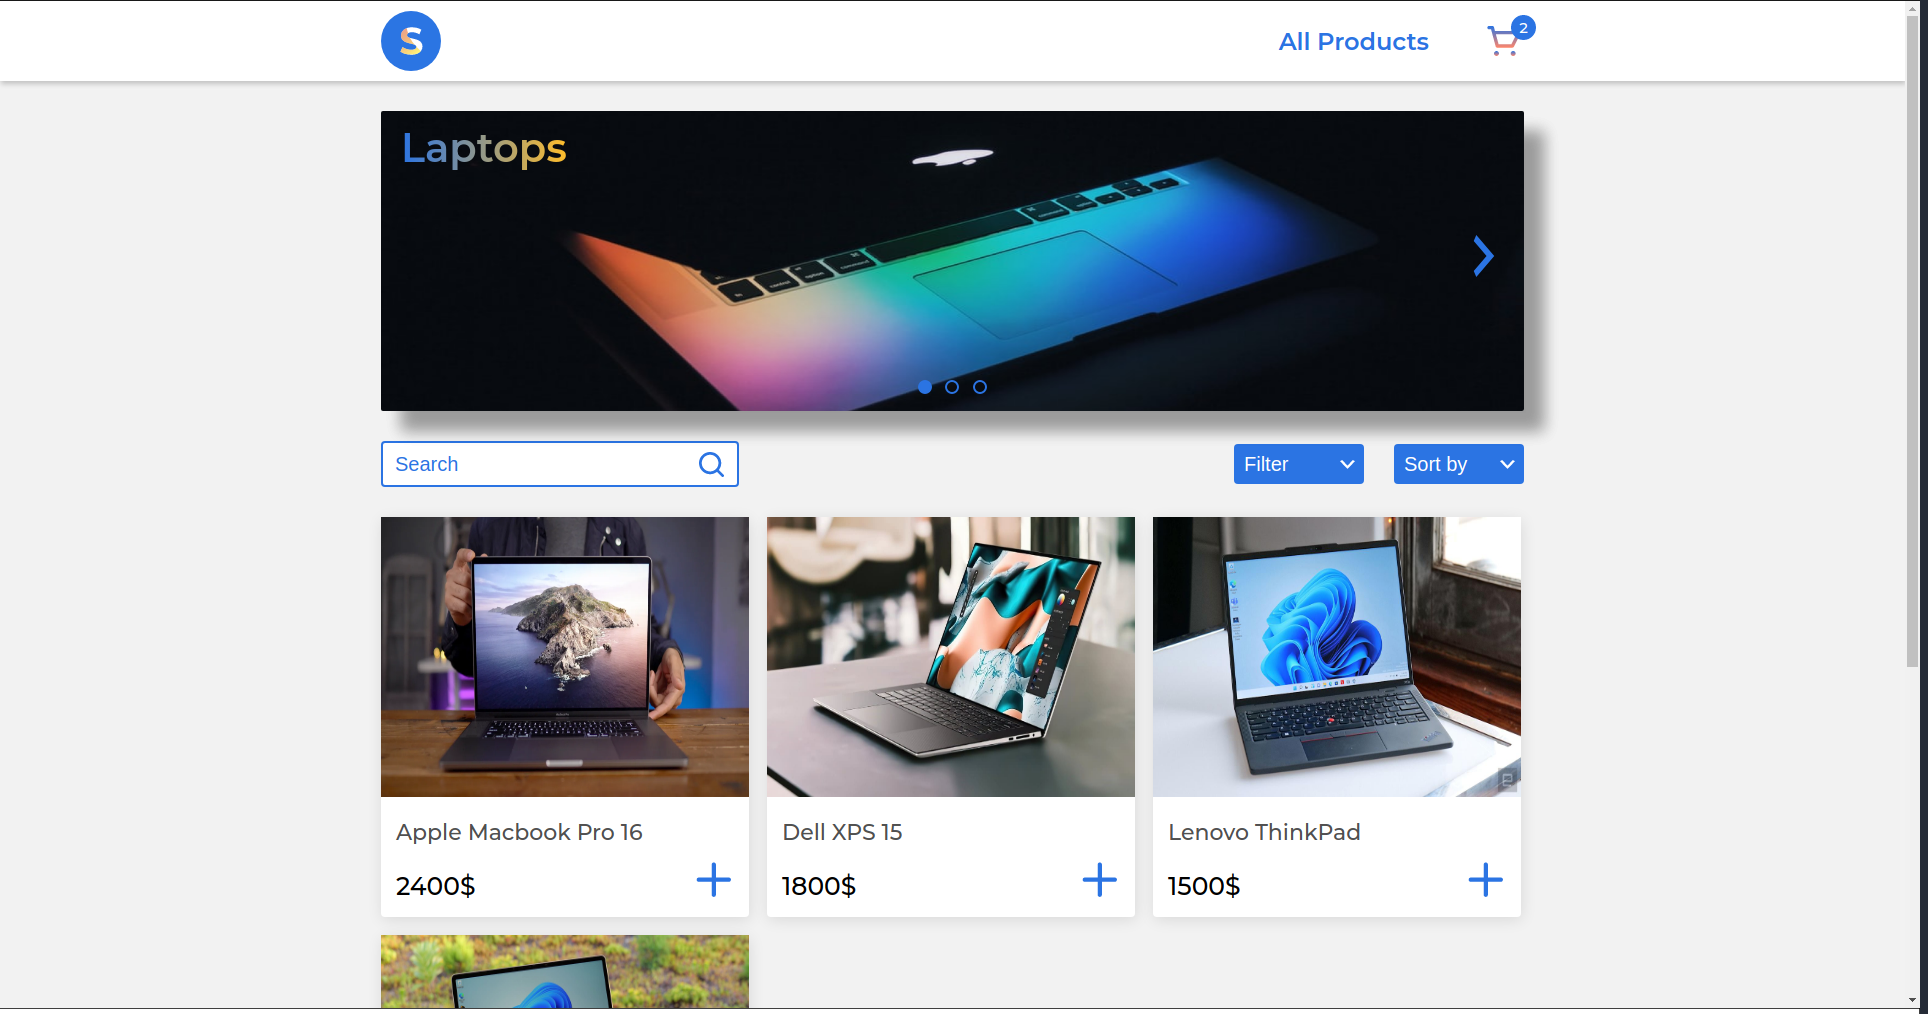 S
All Products
2
Laptops
Search
Filter
Sort by
Apple Macbook Pro 16
Dell XPS 15
Lenovo ThinkPad
2400$
1800$
1500$